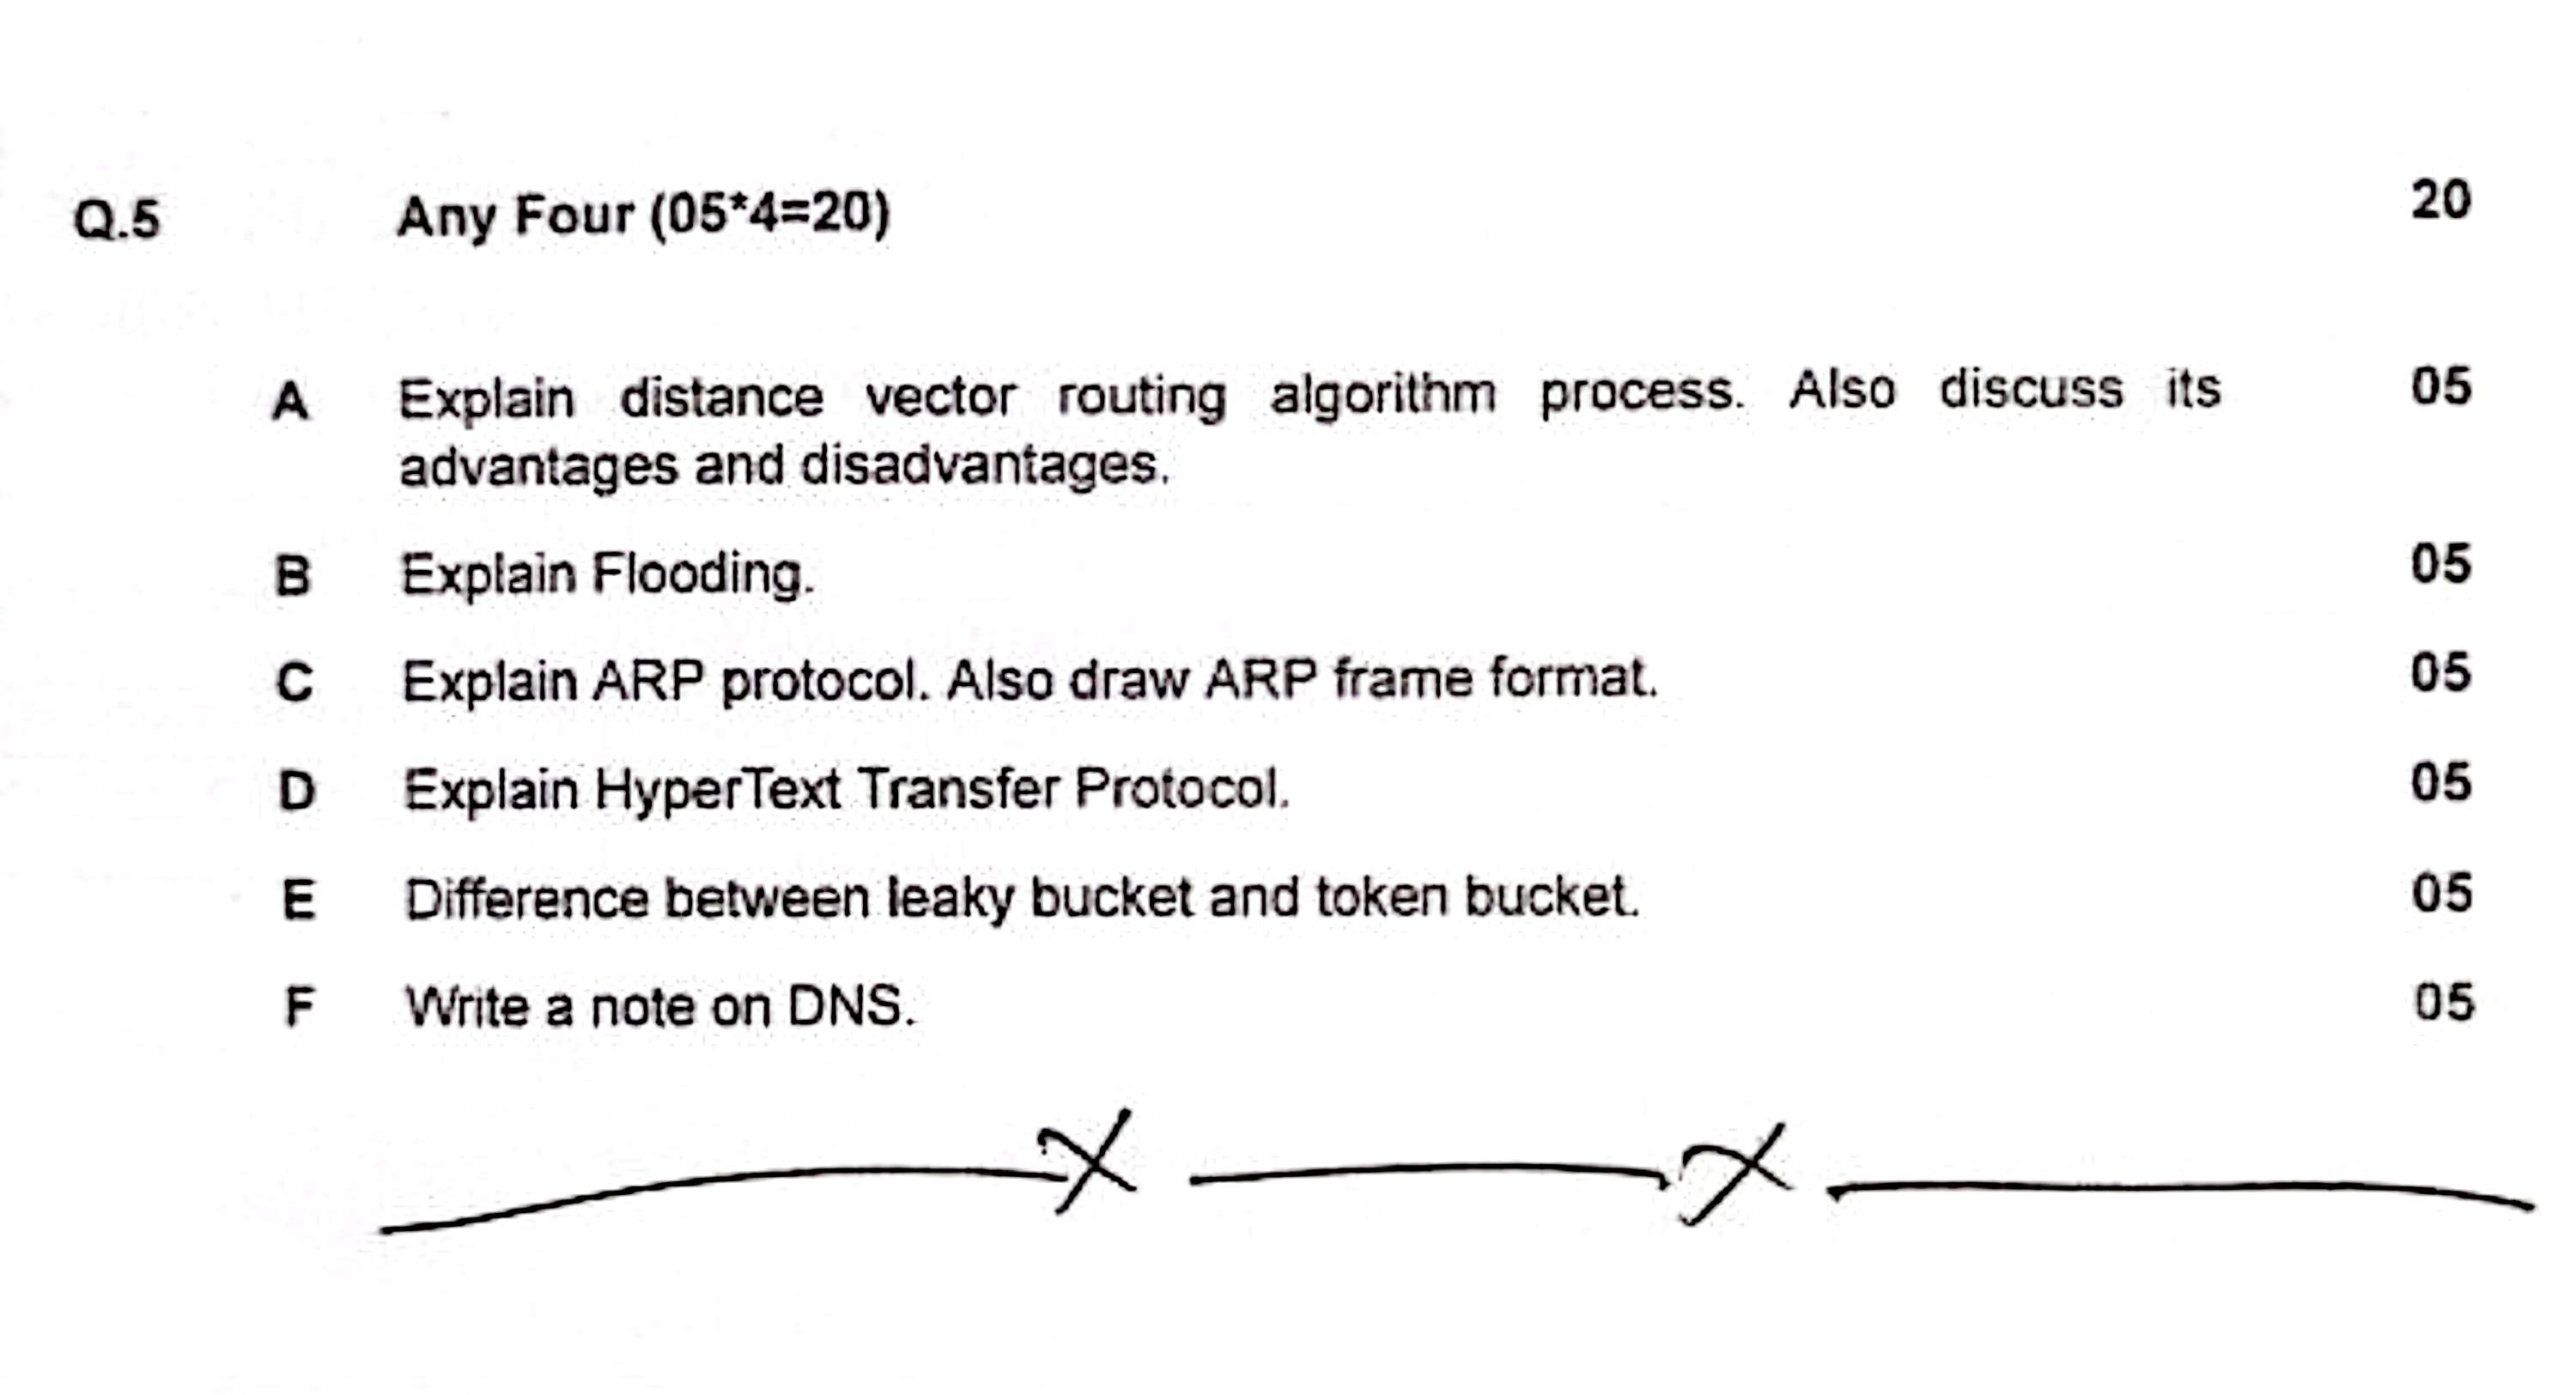 Q.5 Any Four (05*4=20) 20
A Explain distance vector routing algorithm process. Also discuss its 05
advantages and disadvantages.
B Explain Flooding. 05
C Explain ARP protocol. Also draw ARP frame format. 05
D Explain HyperText Transfer Protocol. 05
E Difference between leaky bucket and token bucket. 05
F Write a note on DNS. 05
X X